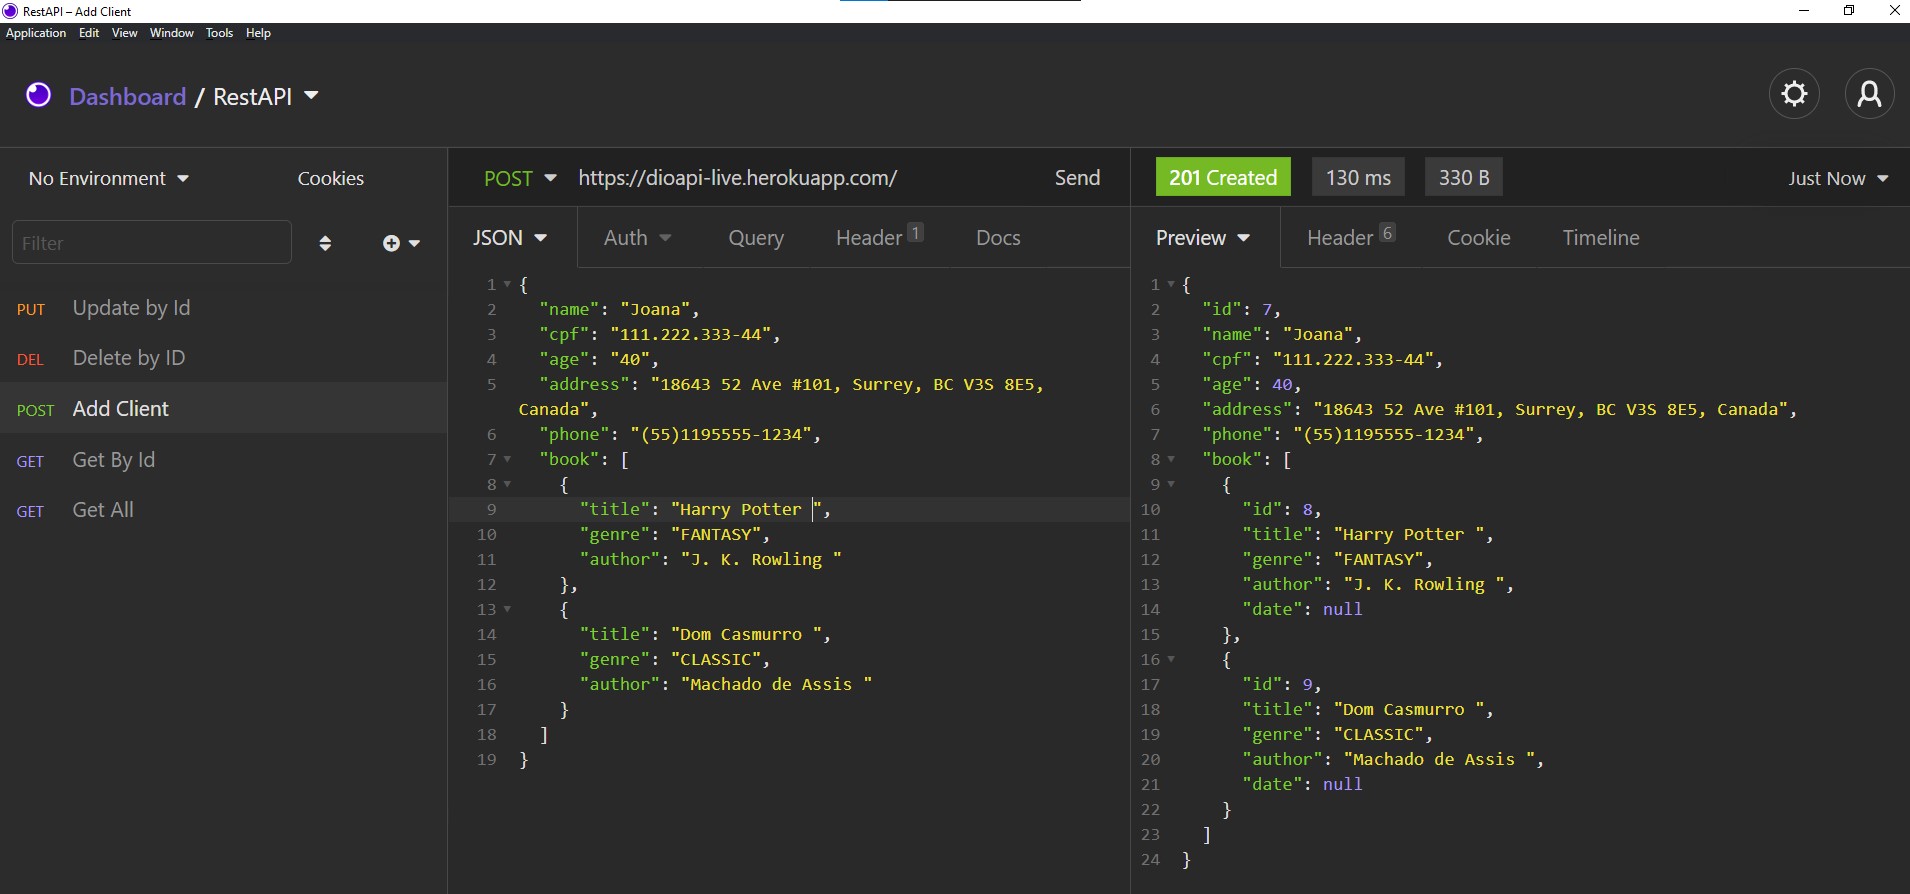 RestAPI – Add Client
Application Edit View Window Tools Help
Dashboard / RestAPI
No Environment Cookies
Filter
PUT Update by Id
DEL Delete by ID
POST Add Client
GET Get By Id
GET Get All
POST https://dioapi-live.herokuapp.com/ Send
JSON Auth Query Header 1 Docs
1 {
2 "name": "Joana",
3 "cpf": "111.222.333-44",
4 "age": "40",
5 "address": "18643 52 Ave #101, Surrey, BC V3S 8E5,
Canada",
6 "phone": "(55)1195555-1234",
7 "book": [
8 {
9 "title": "Harry Potter ",
10 "genre": "FANTASY",
11 "author": "J. K. Rowling "
12 },
13 {
14 "title": "Dom Casmurro ",
15 "genre": "CLASSIC",
16 "author": "Machado de Assis "
17 }
18 ]
19 }
201 Created 130 ms 330 B Just Now
Preview Header 6 Cookie Timeline
1 {
2 "id": 7,
3 "name": "Joana",
4 "cpf": "111.222.333-44",
5 "age": 40,
6 "address": "18643 52 Ave #101, Surrey, BC V3S 8E5, Canada",
7 "phone": "(55)1195555-1234",
8 "book": [
9 {
10 "id": 8,
11 "title": "Harry Potter ",
12 "genre": "FANTASY",
13 "author": "J. K. Rowling ",
14 "date": null
15 },
16 {
17 "id": 9,
18 "title": "Dom Casmurro ",
19 "genre": "CLASSIC",
20 "author": "Machado de Assis ",
21 "date": null
22 }
23 ]
24 }